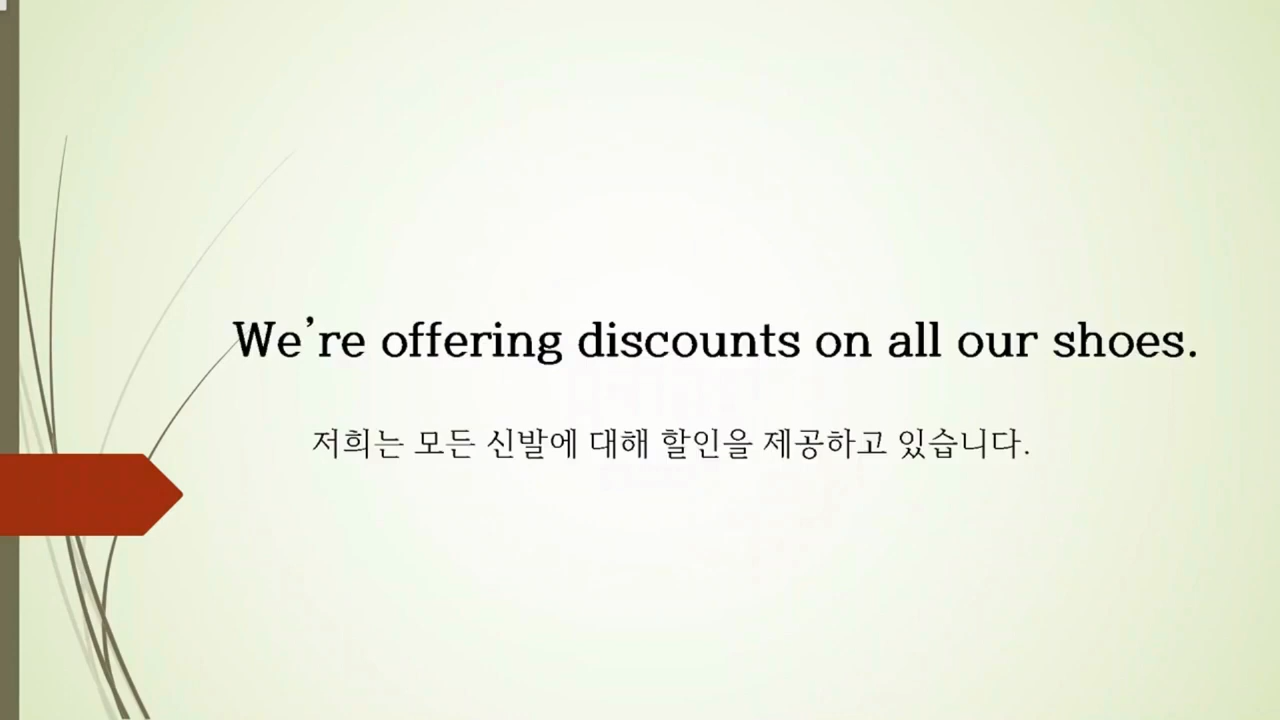 We’re offering discounts on all our shoes.
저희는 모든 신발에 대해 할인을 제공하고 있습니다.